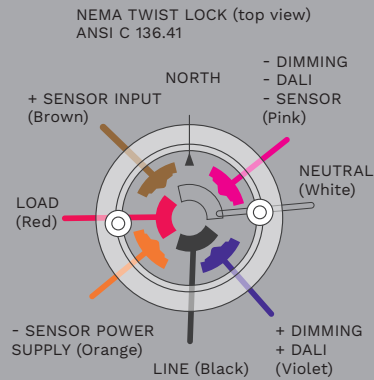 NEMA TWIST LOCK (top view)
ANSI C 136.41
NORTH
- DIMMING
- DALI
- SENSOR
(Pink)
+ SENSOR INPUT
(Brown)
NEUTRAL
(White)
LOAD
(Red)
- SENSOR POWER
SUPPLY (Orange)
LINE (Black)
+ DIMMING
+ DALI
(Violet)